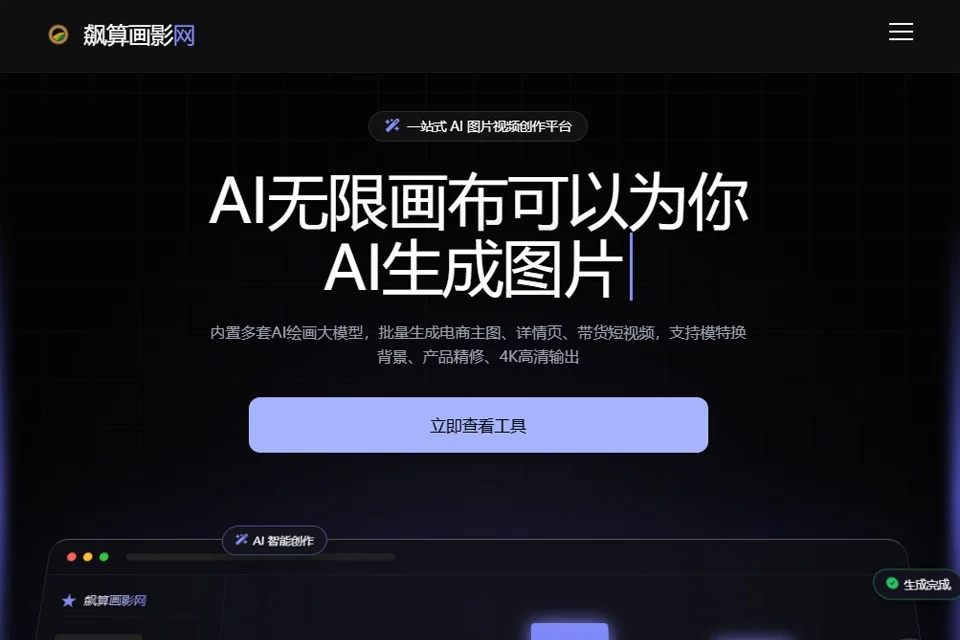 飙算画影网
一站式 AI 图片视频创作平台
AI无限画布可以为你
AI生成图片
内置多套AI绘画大模型，批量生成电商主图、详情页、带货短视频，支持模特换
背景、产品精修、4K高清输出
立即查看工具
AI 智能创作
生成完成
飙算画影网